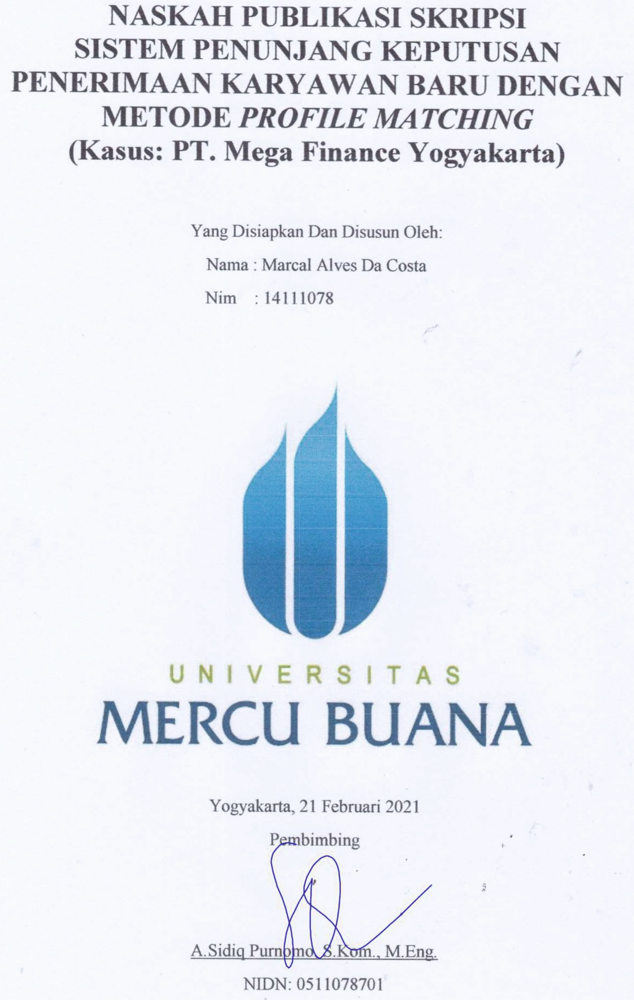 NASKAH PUBLIKASI SKRIPSI
SISTEM PENUNJANG KEPUTUSAN
PENERIMAAN KARYAWAN BARU DENGAN
METODE PROFILE MATCHING
(Kasus: PT. Mega Finance Yogyakarta)
Yang Disiapkan Dan Disusun Oleh:
Nama : Marcal Alves Da Costa
Nim : 14111078
UNIVERSITAS
MERCU BUANA
Yogyakarta, 21 Februari 2021
Pembimbing
A.Sidiq Purnomo, S.Kom., M.Eng.
NIDN: 0511078701